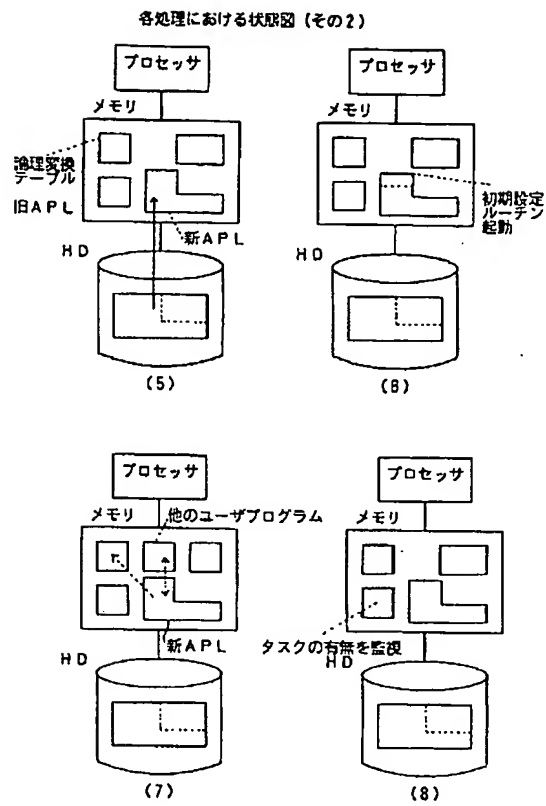 各処理における状態図(その2)
プロセッサ
メモリ
論理変換
テーブル
旧APL
新APL
HD
(5)
プロセッサ
メモリ
初期設定
ルーチン
起動
HD
(6)
プロセッサ
メモリ
他のユーザプログラム
新APL
HD
(7)
プロセッサ
メモリ
タスクの有無を監視
HD
(8)